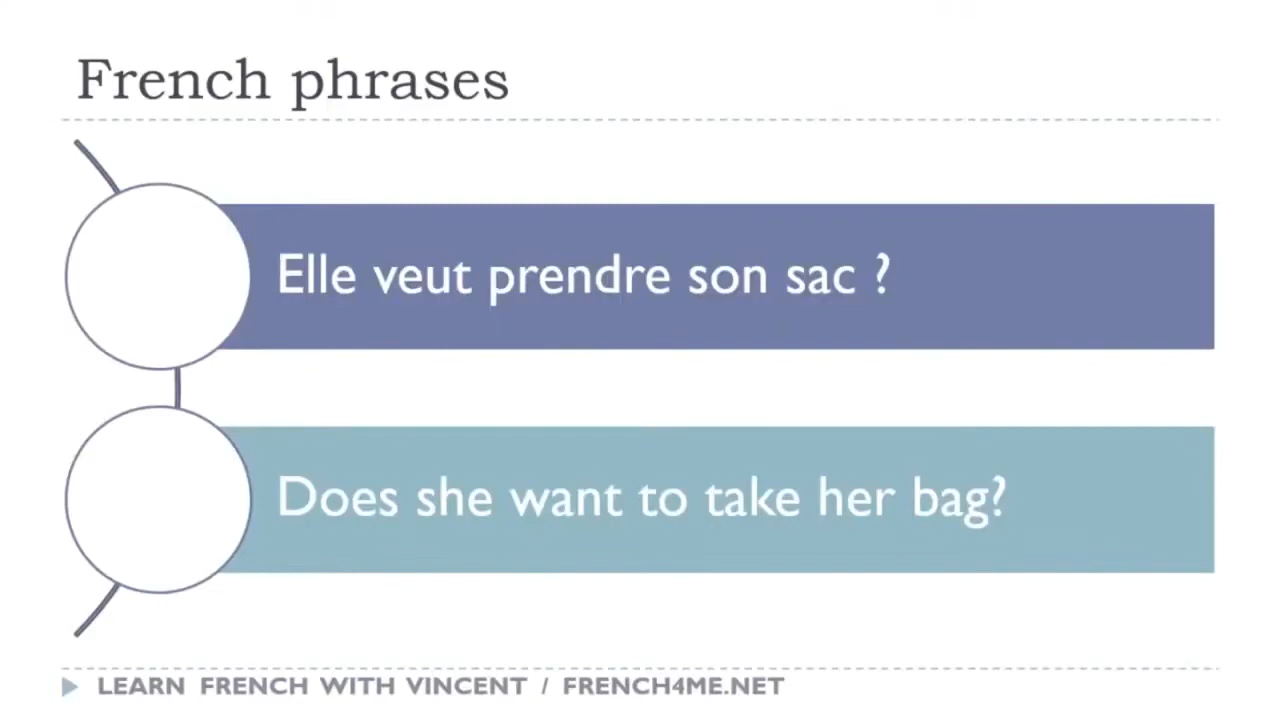 French phrases
Elle veut prendre son sac ?
Does she want to take her bag?
LEARN FRENCH WITH VINCENT / FRENCH4ME.NET